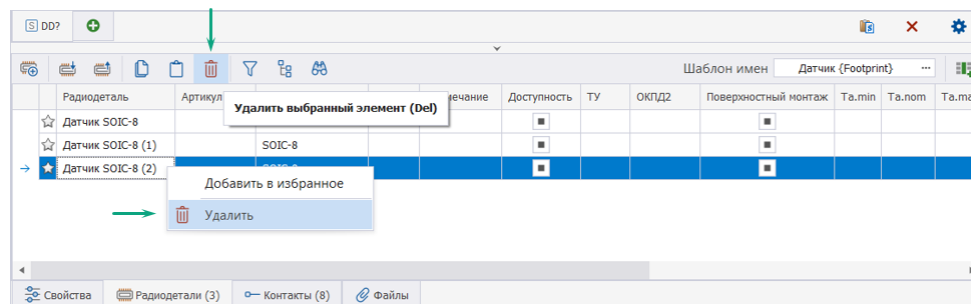 S DD?
Шаблон имен Датчик {Footprint} ...
Радиодеталь Артикул мечание Доступность ТУ ОКПД2 Поверхностный монтаж Ta.min Ta.nom Ta.ma
Удалить выбранный элемент (Del)
Датчик SOIC-8
Датчик SOIC-8 (1) SOIC-8
Датчик SOIC-8 (2)
Добавить в избранное
Удалить
Свойства Радиодетали (3) Контакты (8) Файлы